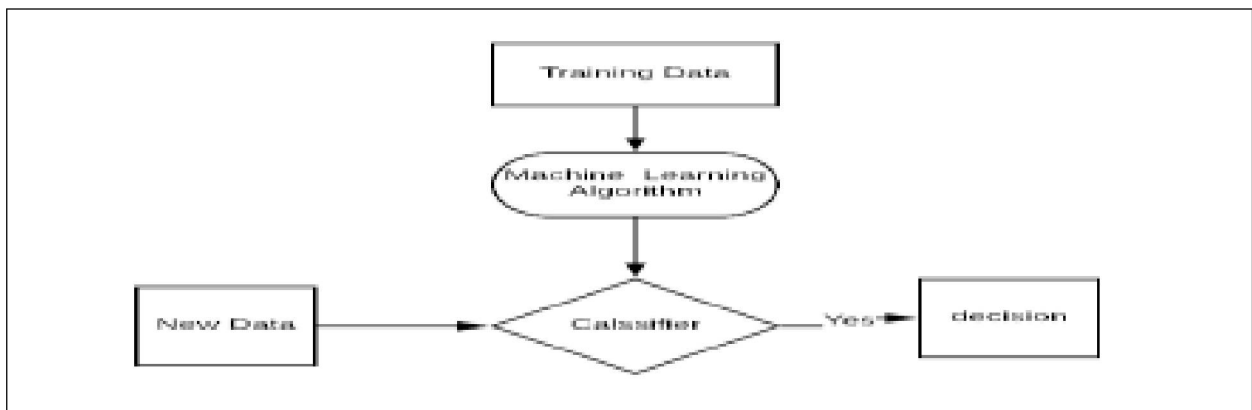 Training Data
Machine Learning
Algorithm
New Data
Calssifier
Yes
decision